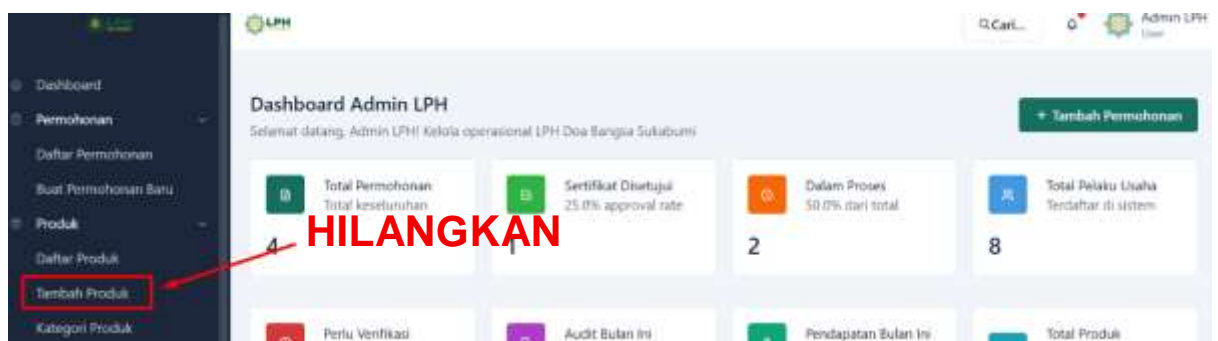 LPH
Cari...
Admin LPH
User
Dashboard
Permohonan
Daftar Permohonan
Buat Permohonan Baru
Produk
Daftar Produk
Tambah Produk
Kategori Produk
Dashboard Admin LPH
Selamat datang, Admin LPH! Kelola operasional LPH Doa Bangsa Sukabumi
+ Tambah Permohonan
Total Permohonan
Total keseluruhan
4
Sertifikat Disetujui
25.0% approval rate
1
Dalam Proses
50.0% dari total
2
Total Pelaku Usaha
Terdaftar di sistem
8
HILANGKAN
Perlu Verifikasi
Audit Bulan Ini
Pendapatan Bulan Ini
Total Produk